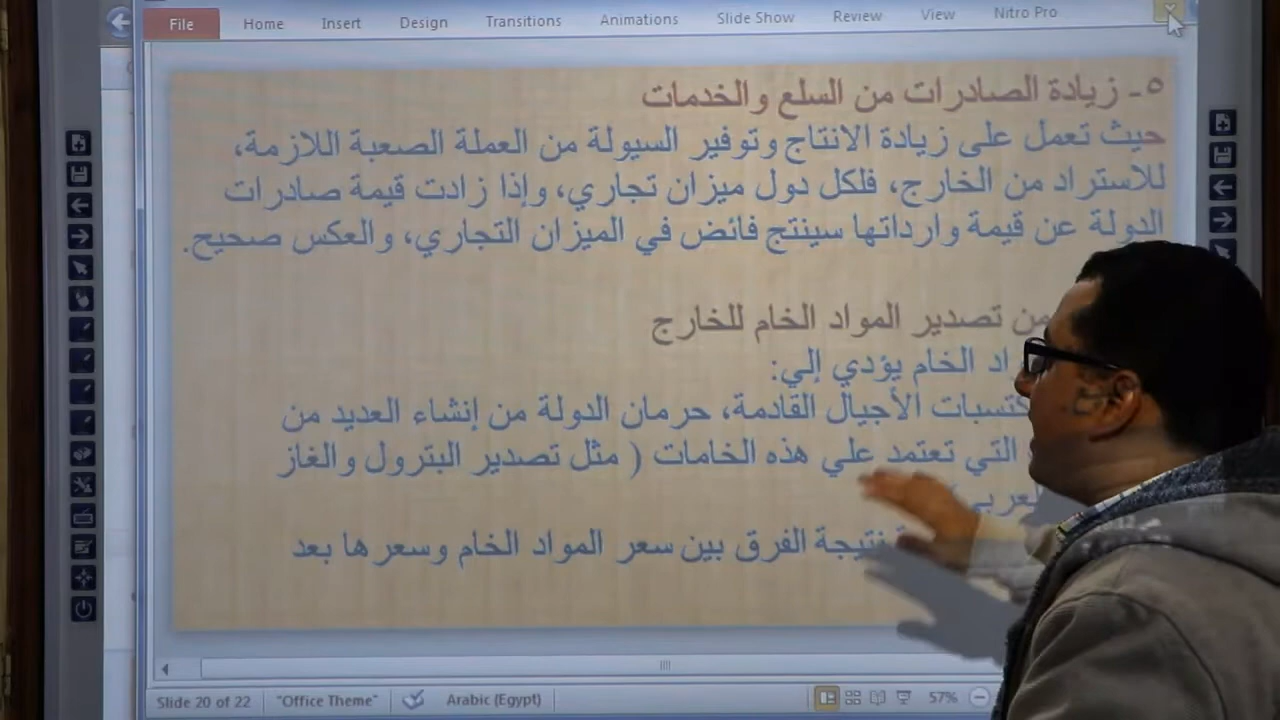 File Home Insert Design Transitions Animations Slide Show Review View Nitro Pro
٥- زيادة الصادرات من السلع والخدمات
حيث تعمل على زيادة الانتاج وتوفير السيولة من العملة الصعبة اللازمة،
للاستراد من الخارج، فلكل دول ميزان تجاري، وإذا زادت قيمة صادرات
الدولة عن قيمة وارداتها سينتج فائض في الميزان التجاري، والعكس صحيح.
من تصدير المواد الخام للخارج
الخام يؤدي إلي:
الأجيال القادمة، حرمان الدولة من إنشاء العديد من
التي تعتمد علي هذه الخامات ( مثل تصدير البترول والغاز
نتيجة الفرق بين سعر المواد الخام وسعرها بعد
Slide 20 of 22 "Office Theme" Arabic (Egypt) 57%